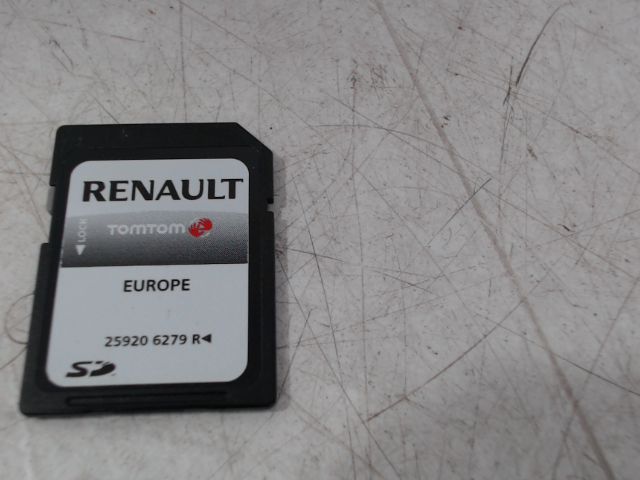 RENAULT
LOCK
TOMTOM
EUROPE
25920 6279 R
SD